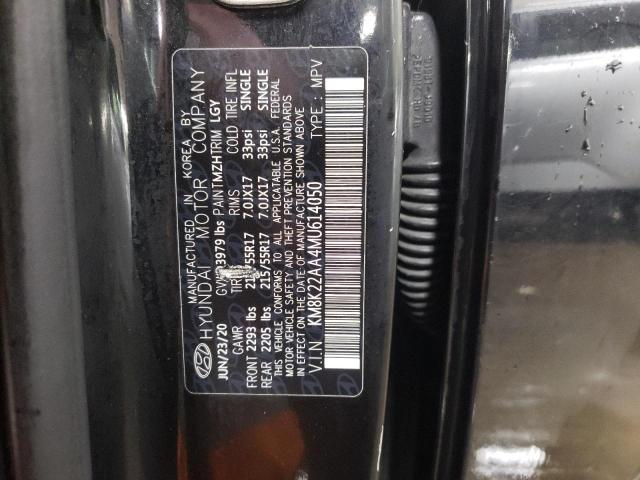 MANUFACTURED IN KOREA BY
HYUNDAI MOTOR COMPANY
JUN/23/20 GV 3979 lbs PAINT MZH TRIM LGY
GAWR TIR RIMS COLD TIRE INFL
FRONT 2293 lbs 215/55R17 7.0JX17 33psi SINGLE
REAR 2205 lbs 215/55R17 7.0JX17 33psi SINGLE
THIS VEHICLE CONFORMS TO ALL APPLICABLE U.S.A. FEDERAL
MOTOR VEHICLE SAFETY AND THEFT PREVENTION STANDARDS
IN EFFECT ON THE DATE OF MANUFACTURE SHOWN ABOVE
V.I.N KM8K22AA4MU614050 TYPE: MPV